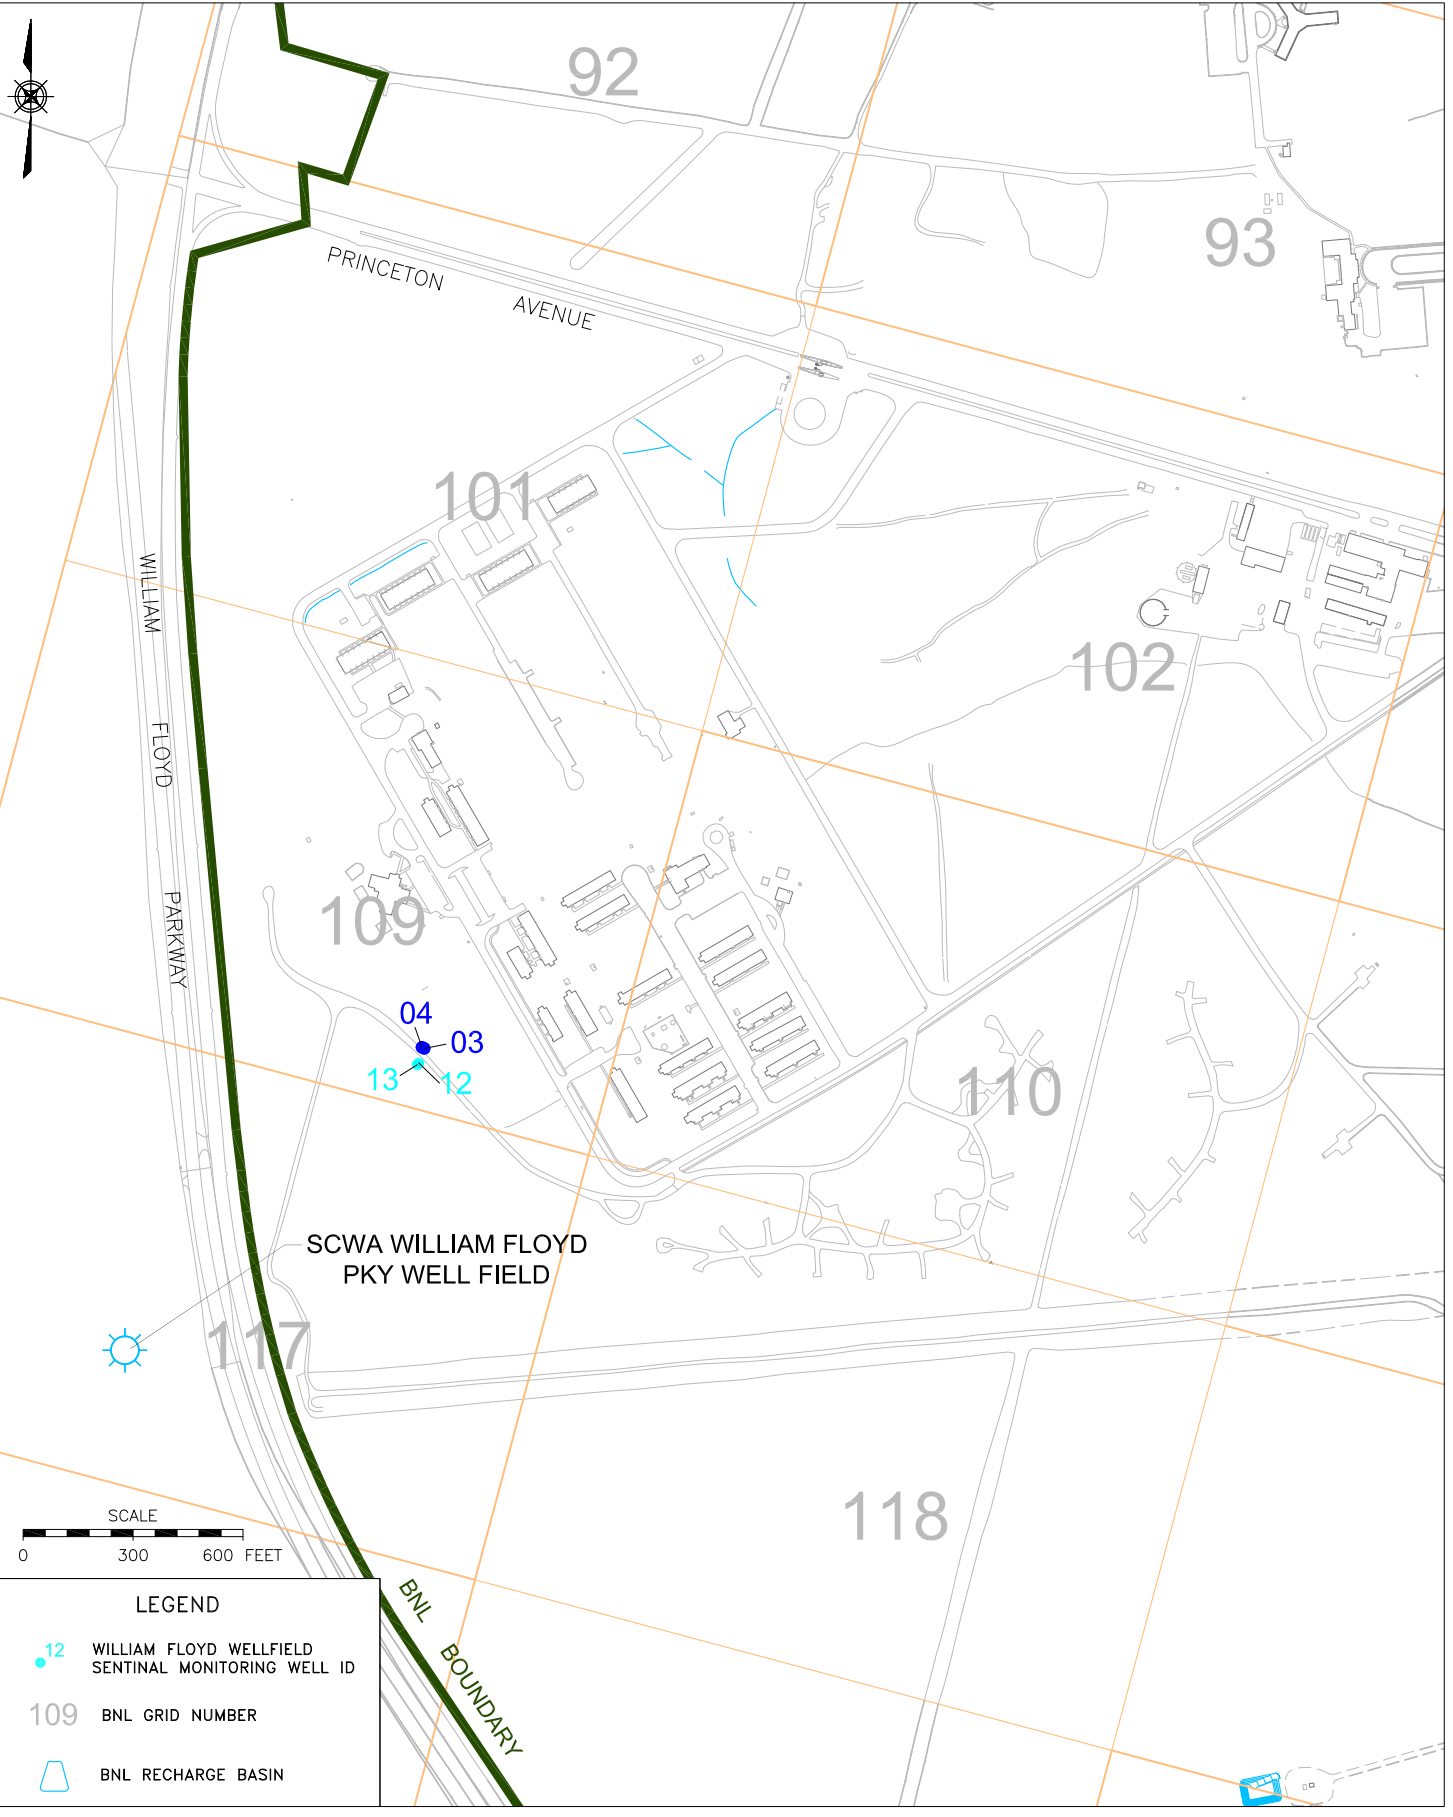 92
93
PRINCETON AVENUE
101
WILLIAM FLOYD PARKWAY
102
109
04
03
13
12
110
SCWA WILLIAM FLOYD
PKY WELL FIELD
117
118
SCALE
0 300 600 FEET
BNL BOUNDARY
LEGEND
12 WILLIAM FLOYD WELLFIELD
SENTINAL MONITORING WELL ID
109 BNL GRID NUMBER
BNL RECHARGE BASIN